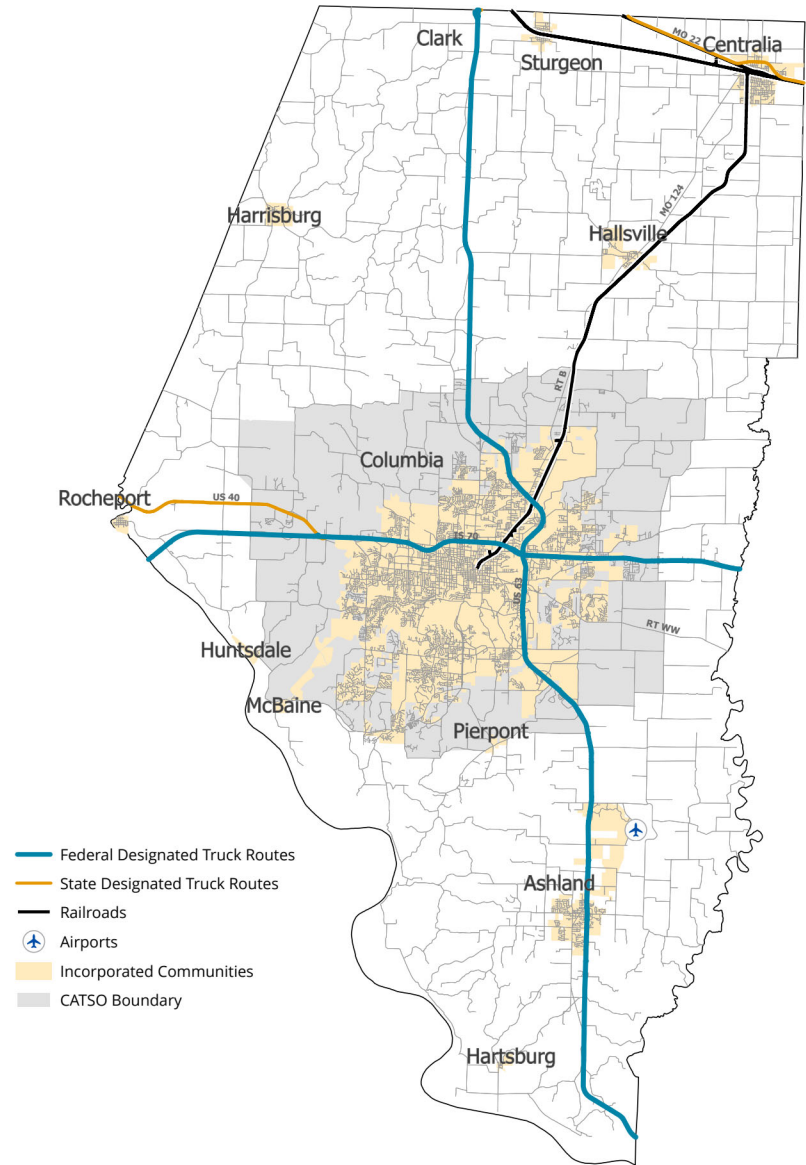 Clark
Sturgeon
MO 22
Centralia
Harrisburg
MO 124
Hallsville
RT B
Columbia
Rocheport
US 40
IS 70
US 63
RT WW
Huntsdale
McBaine
Pierpont
Federal Designated Truck Routes
State Designated Truck Routes
Railroads
Airports
Incorporated Communities
CATSO Boundary
Ashland
Hartsburg